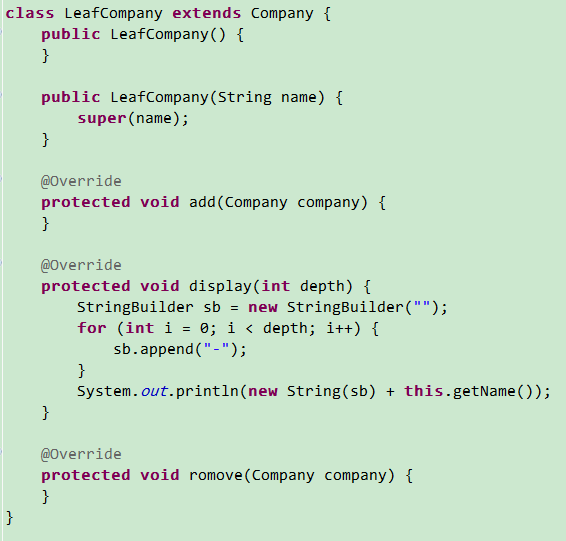 class LeafCompany extends Company {
public LeafCompany() {
}
public LeafCompany(String name) {
super(name);
}
@Override
protected void add(Company company) {
}
@Override
protected void display(int depth) {
StringBuilder sb = new StringBuilder("");
for (int i = 0; i < depth; i++) {
sb.append("-");
}
System.out.println(new String(sb) + this.getName());
}
@Override
protected void romove(Company company) {
}
}